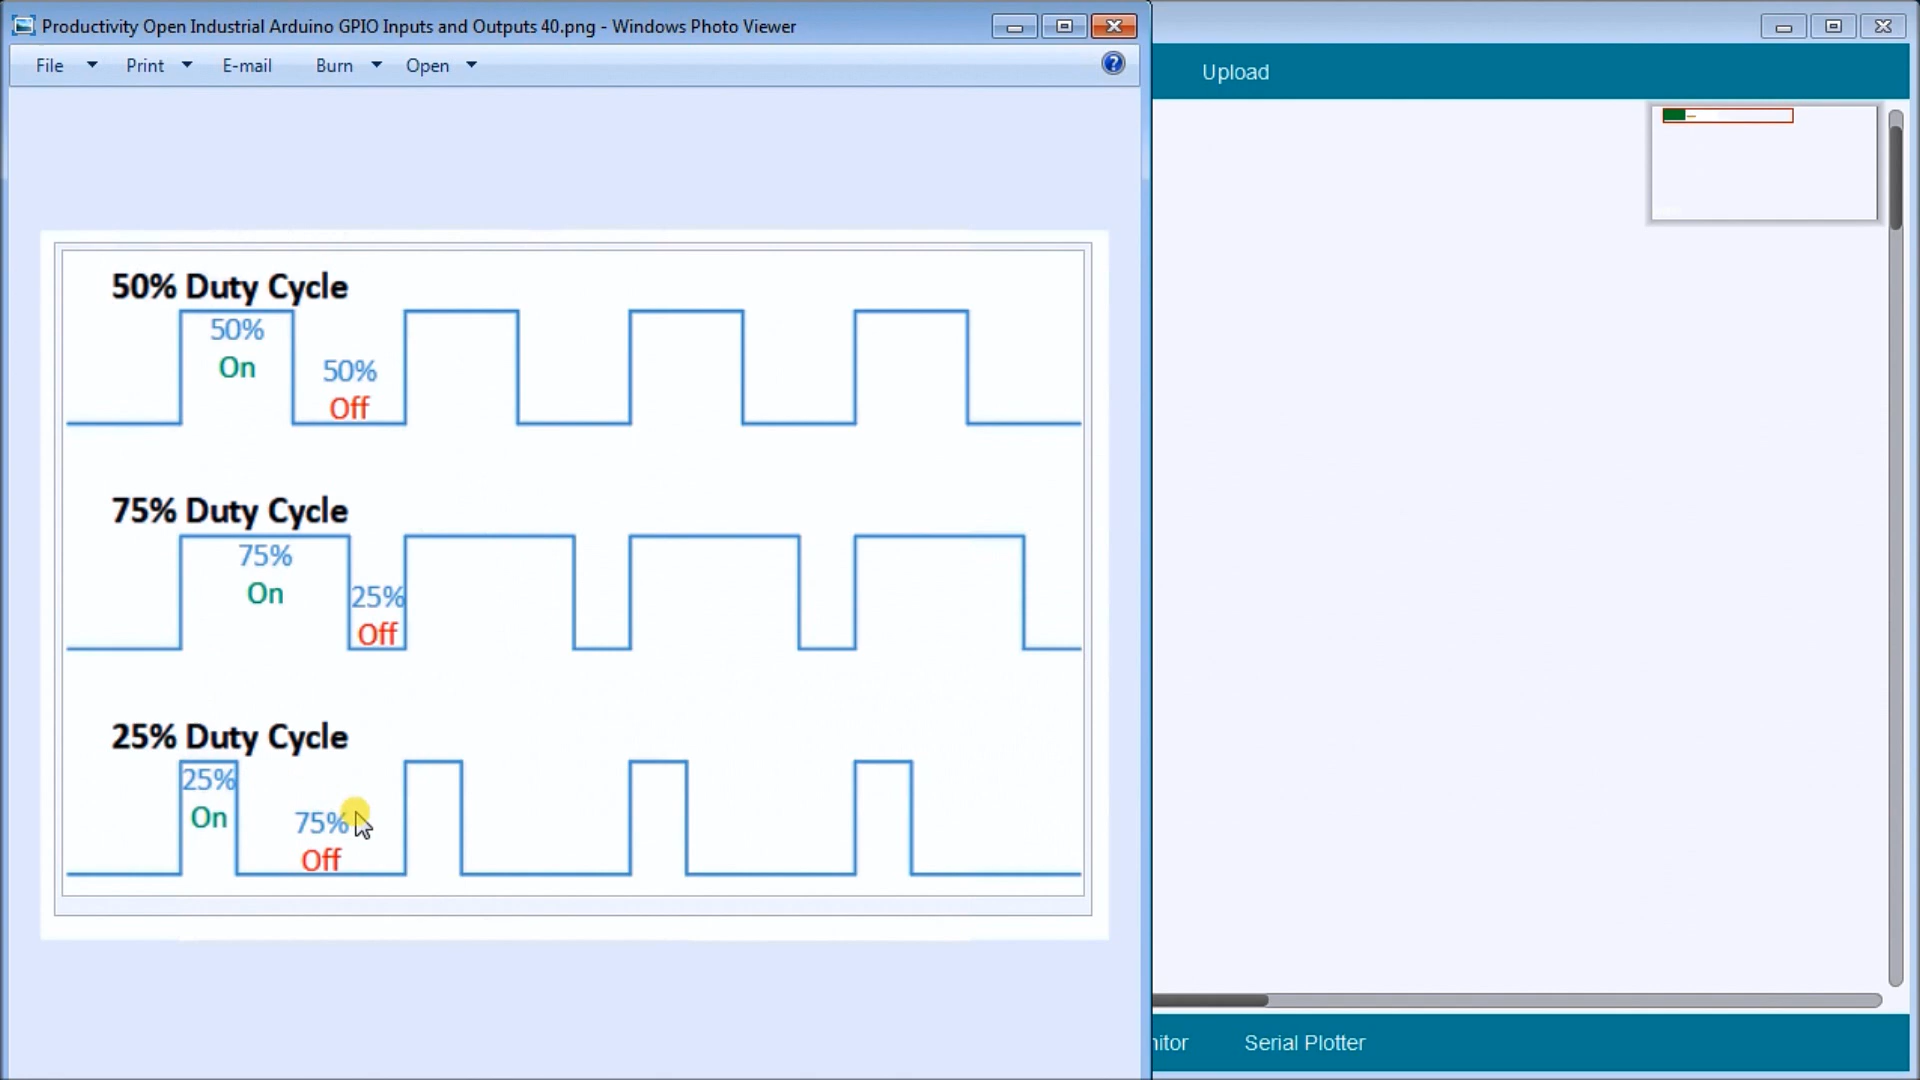 Productivity Open Industrial Arduino GPIO Inputs and Outputs 40.png - Windows Photo Viewer
File Print E-mail Burn Open
Upload
50% Duty Cycle
50%
On
50%
Off
75% Duty Cycle
75%
On
25%
Off
25% Duty Cycle
25%
On
75%
Off
nitor Serial Plotter